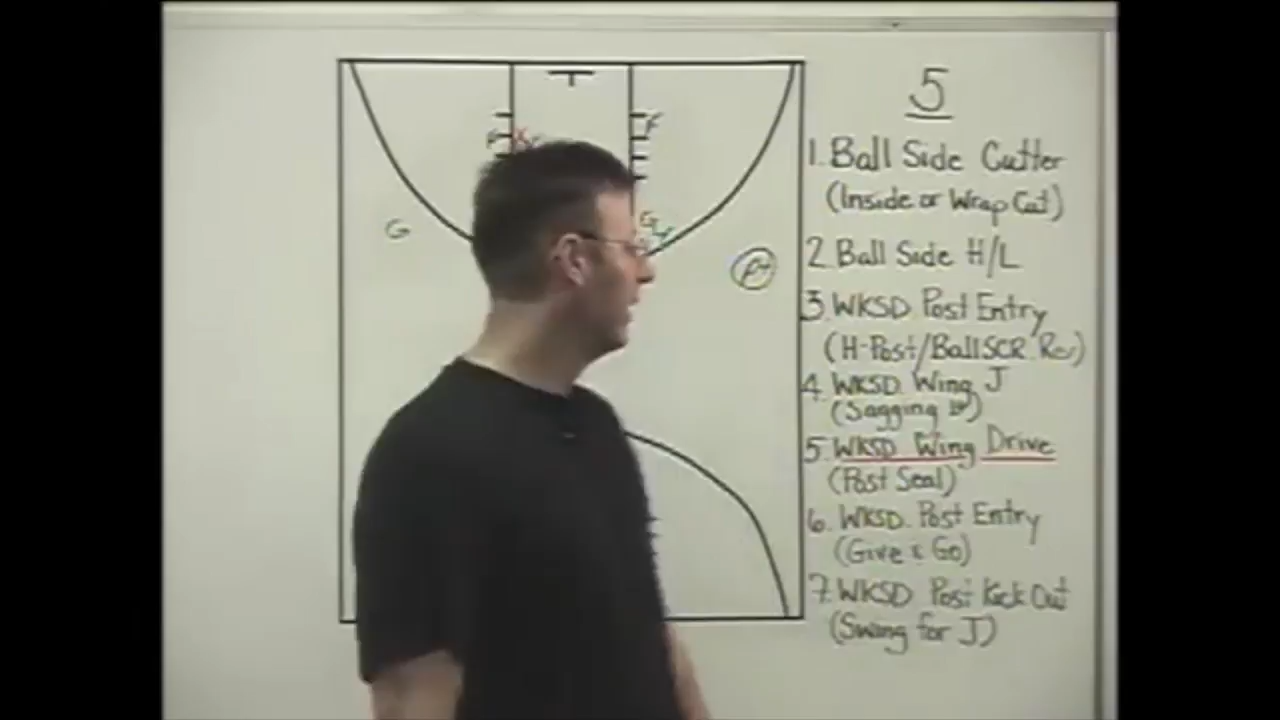 5
1. Ball Side Cutter
(Inside or Wrap Cut)
2. Ball Side H/L
3. WKSD Post Entry
(H-Post/Ball SCR Rev)
4. WKSD. Wing J
(Sagging)
5. WKSD Wing Drive
(Post Seal)
6. WKSD. Post Entry
(Give & Go)
7. WKSD Post Kick Out
(Swing for J)
F
F
G
G